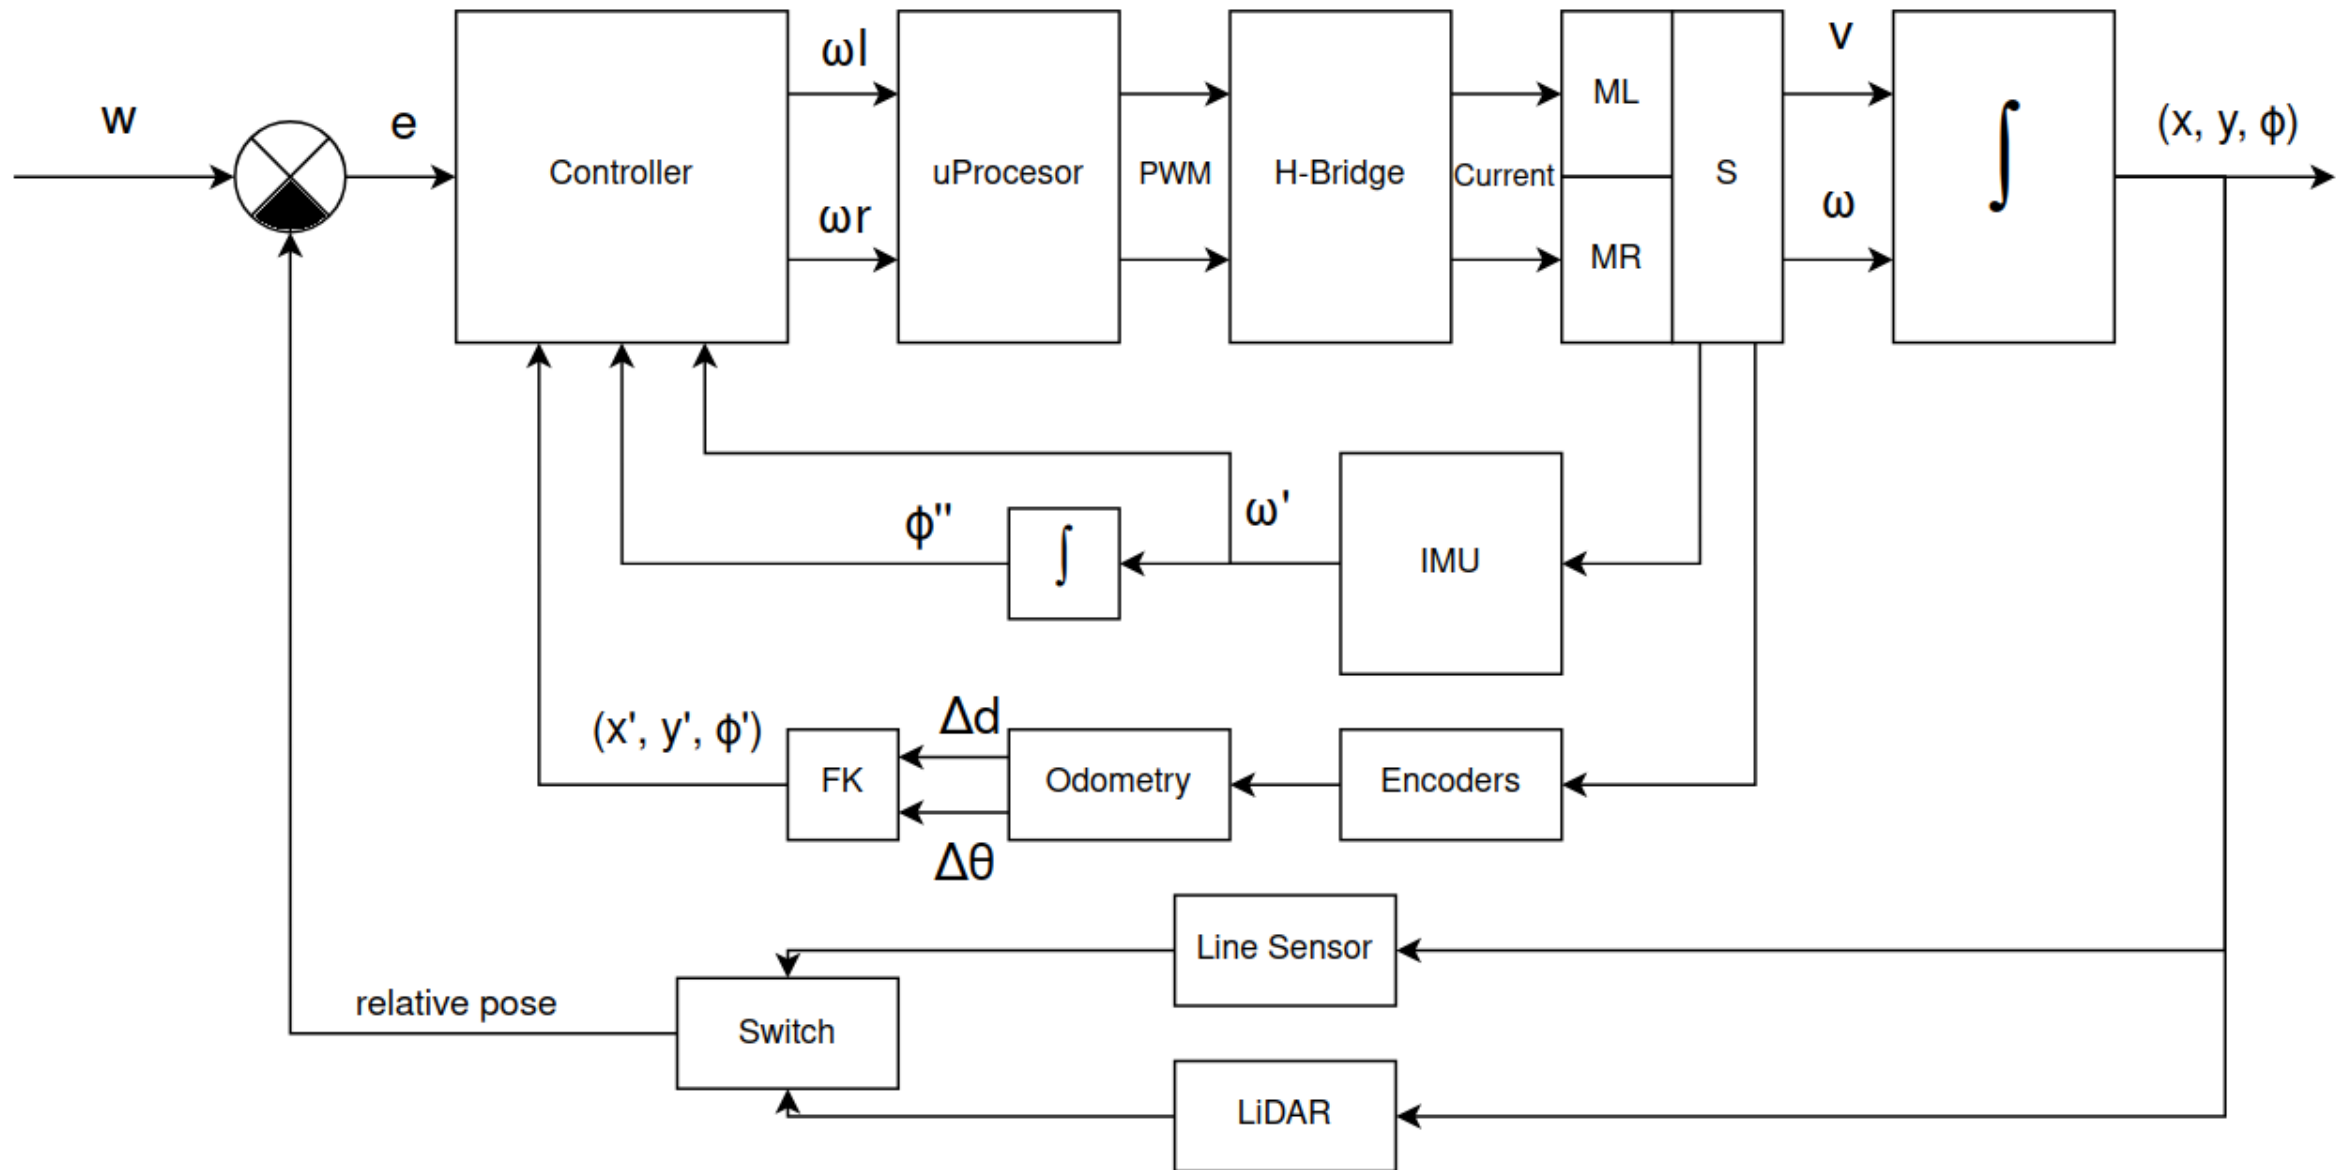 w
e
Controller
ωl
ωr
uProcesor
PWM
H-Bridge
Current
ML
MR
S
v
ω
∫
(x, y, ϕ)
ϕ''
∫
ω'
IMU
(x', y', ϕ')
FK
Δd
Δθ
Odometry
Encoders
Line Sensor
relative pose
Switch
LiDAR